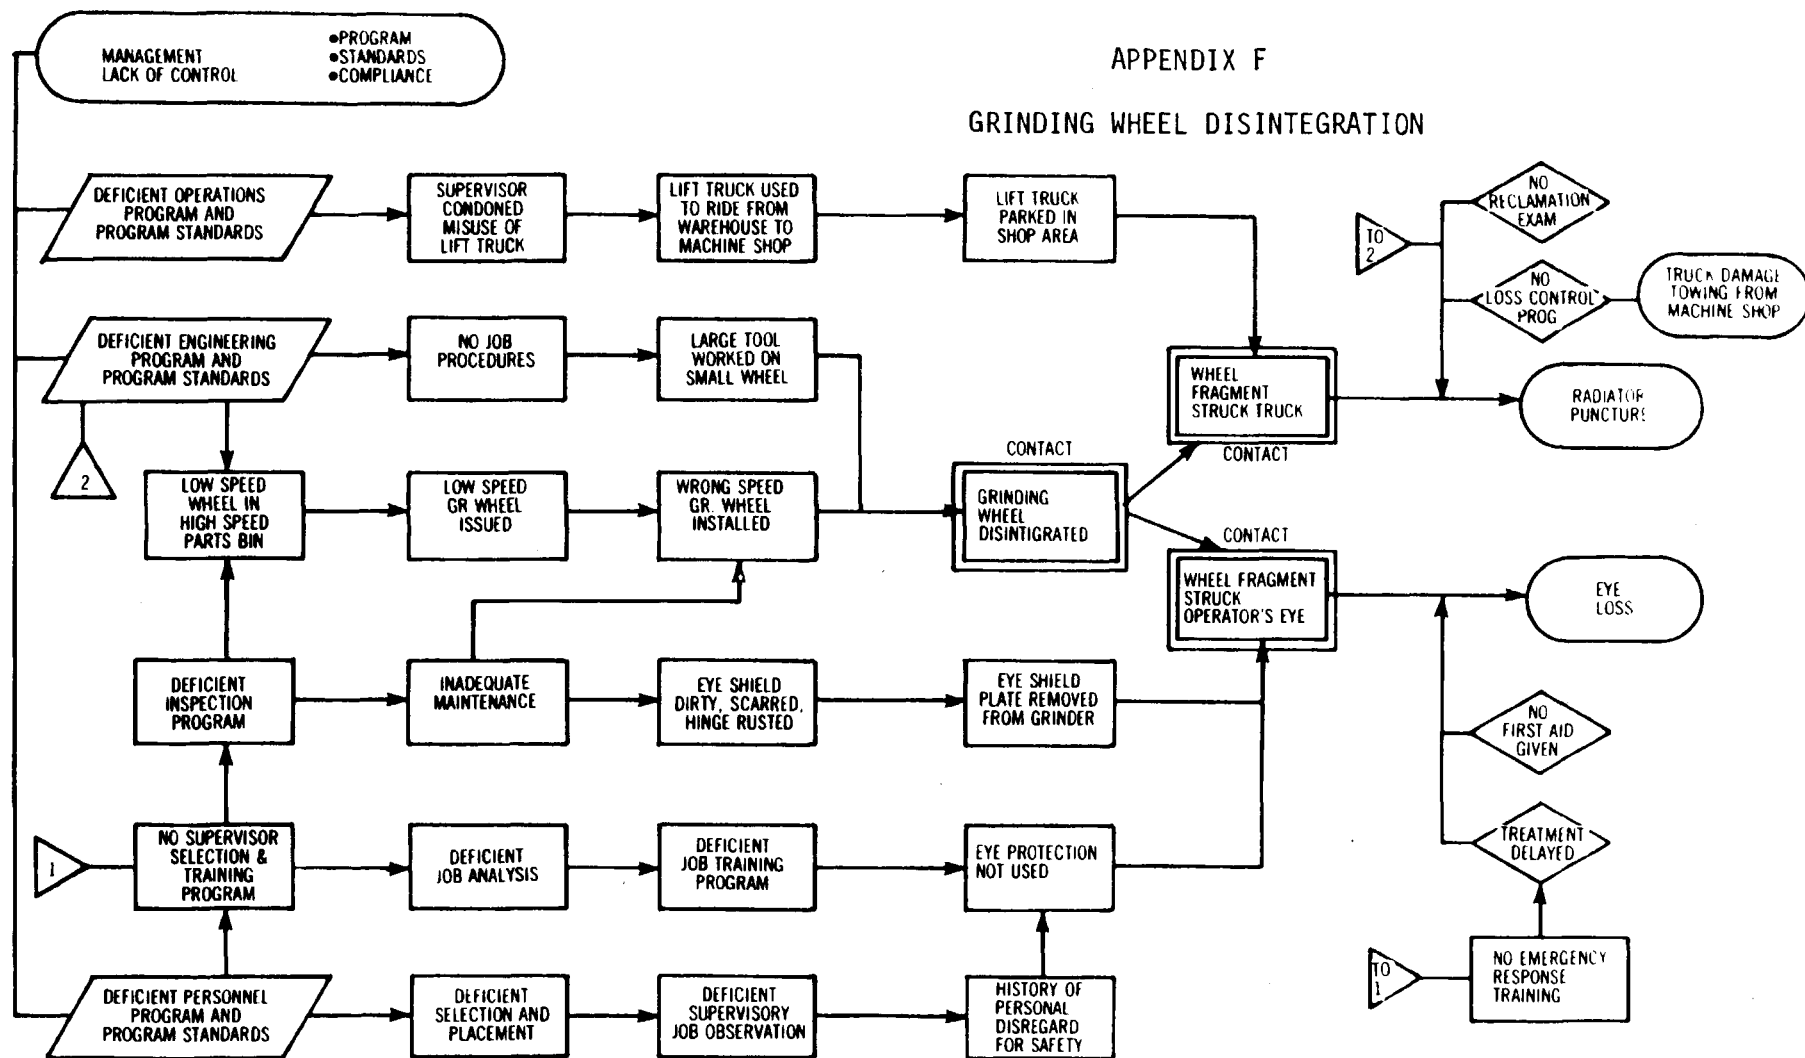 MANAGEMENT
LACK OF CONTROL
●PROGRAM
●STANDARDS
●COMPLIANCE
APPENDIX F
GRINDING WHEEL DISINTEGRATION
DEFICIENT OPERATIONS
PROGRAM AND
PROGRAM STANDARDS
SUPERVISOR
CONDONED
MISUSE OF
LIFT TRUCK
LIFT TRUCK USED
TO RIDE FROM
WAREHOUSE TO
MACHINE SHOP
LIFT TRUCK
PARKED IN
SHOP AREA
TO
2
NO
RECLAMATION
EXAM
NO
LOSS CONTROL
PROG
TRUCK DAMAGE
TOWING FROM
MACHINE SHOP
DEFICIENT ENGINEERING
PROGRAM AND
PROGRAM STANDARDS
NO JOB
PROCEDURES
LARGE TOOL
WORKED ON
SMALL WHEEL
WHEEL
FRAGMENT
STRUCK TRUCK
CONTACT
RADIATOR
PUNCTURE
2
LOW SPEED
WHEEL IN
HIGH SPEED
PARTS BIN
LOW SPEED
GR WHEEL
ISSUED
WRONG SPEED
GR. WHEEL
INSTALLED
CONTACT
GRINDING
WHEEL
DISINTIGRATED
CONTACT
WHEEL FRAGMENT
STRUCK
OPERATOR'S EYE
EYE
LOSS
DEFICIENT
INSPECTION
PROGRAM
INADEQUATE
MAINTENANCE
EYE SHIELD
DIRTY, SCARRED,
HINGE RUSTED
EYE SHIELD
PLATE REMOVED
FROM GRINDER
NO
FIRST AID
GIVEN
1
NO SUPERVISOR
SELECTION &
TRAINING
PROGRAM
DEFICIENT
JOB ANALYSIS
DEFICIENT
JOB TRAINING
PROGRAM
EYE PROTECTION
NOT USED
TREATMENT
DELAYED
DEFICIENT PERSONNEL
PROGRAM AND
PROGRAM STANDARDS
DEFICIENT
SELECTION AND
PLACEMENT
DEFICIENT
SUPERVISORY
JOB OBSERVATION
HISTORY OF
PERSONAL
DISREGARD
FOR SAFETY
TO
1
NO EMERGENCY
RESPONSE
TRAINING